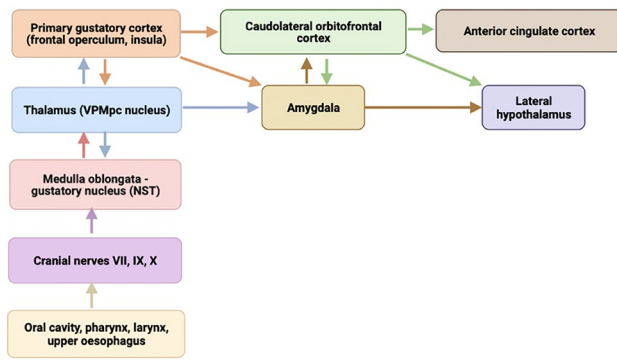 Primary gustatory cortex
(frontal operculum, insula)
Caudolateral orbitofrontal
cortex
Anterior cingulate cortex
Thalamus (VPMpc nucleus)
Amygdala
Lateral
hypothalamus
Medulla oblongata -
gustatory nucleus (NST)
Cranial nerves VII, IX, X
Oral cavity, pharynx, larynx,
upper oesophagus